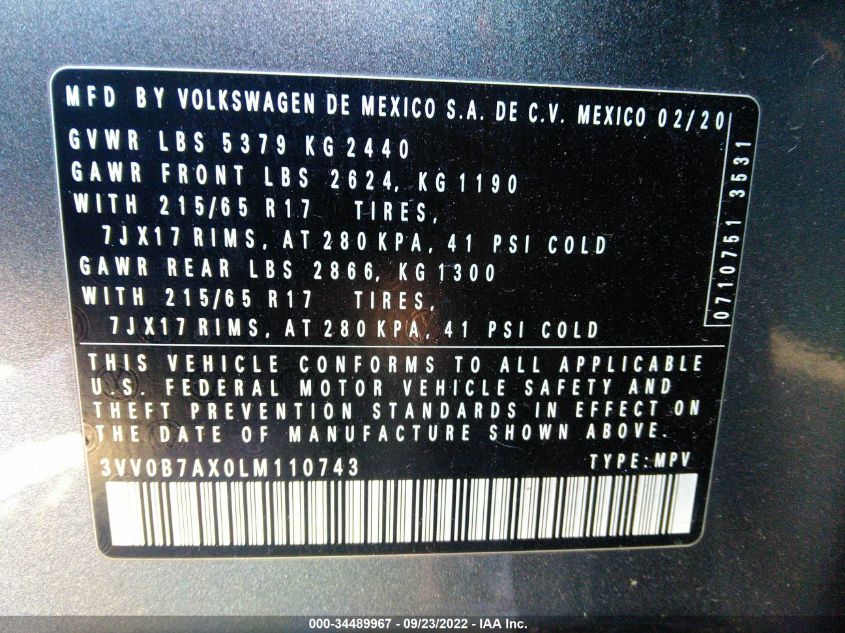 MFD BY VOLKSWAGEN DE MEXICO S.A. DE C.V. MEXICO 02/20
GVWR LBS 5379 KG 2440
GAWR FRONT LBS 2624, KG 1190
WITH 215/65 R17 TIRES,
7JX17 RIMS, AT 280 KPA, 41 PSI COLD
GAWR REAR LBS 2866, KG 1300
WITH 215/65 R17 TIRES,
7JX17 RIMS, AT 280 KPA, 41 PSI COLD
0710751 3531
THIS VEHICLE CONFORMS TO ALL APPLICABLE
U.S. FEDERAL MOTOR VEHICLE SAFETY AND
THEFT PREVENTION STANDARDS IN EFFECT ON
THE DATE OF MANUFACTURE SHOWN ABOVE.
3VV0B7AX0LM110743 TYPE: MPV
000-34489967 / 09/23/2022 - IAA Inc.